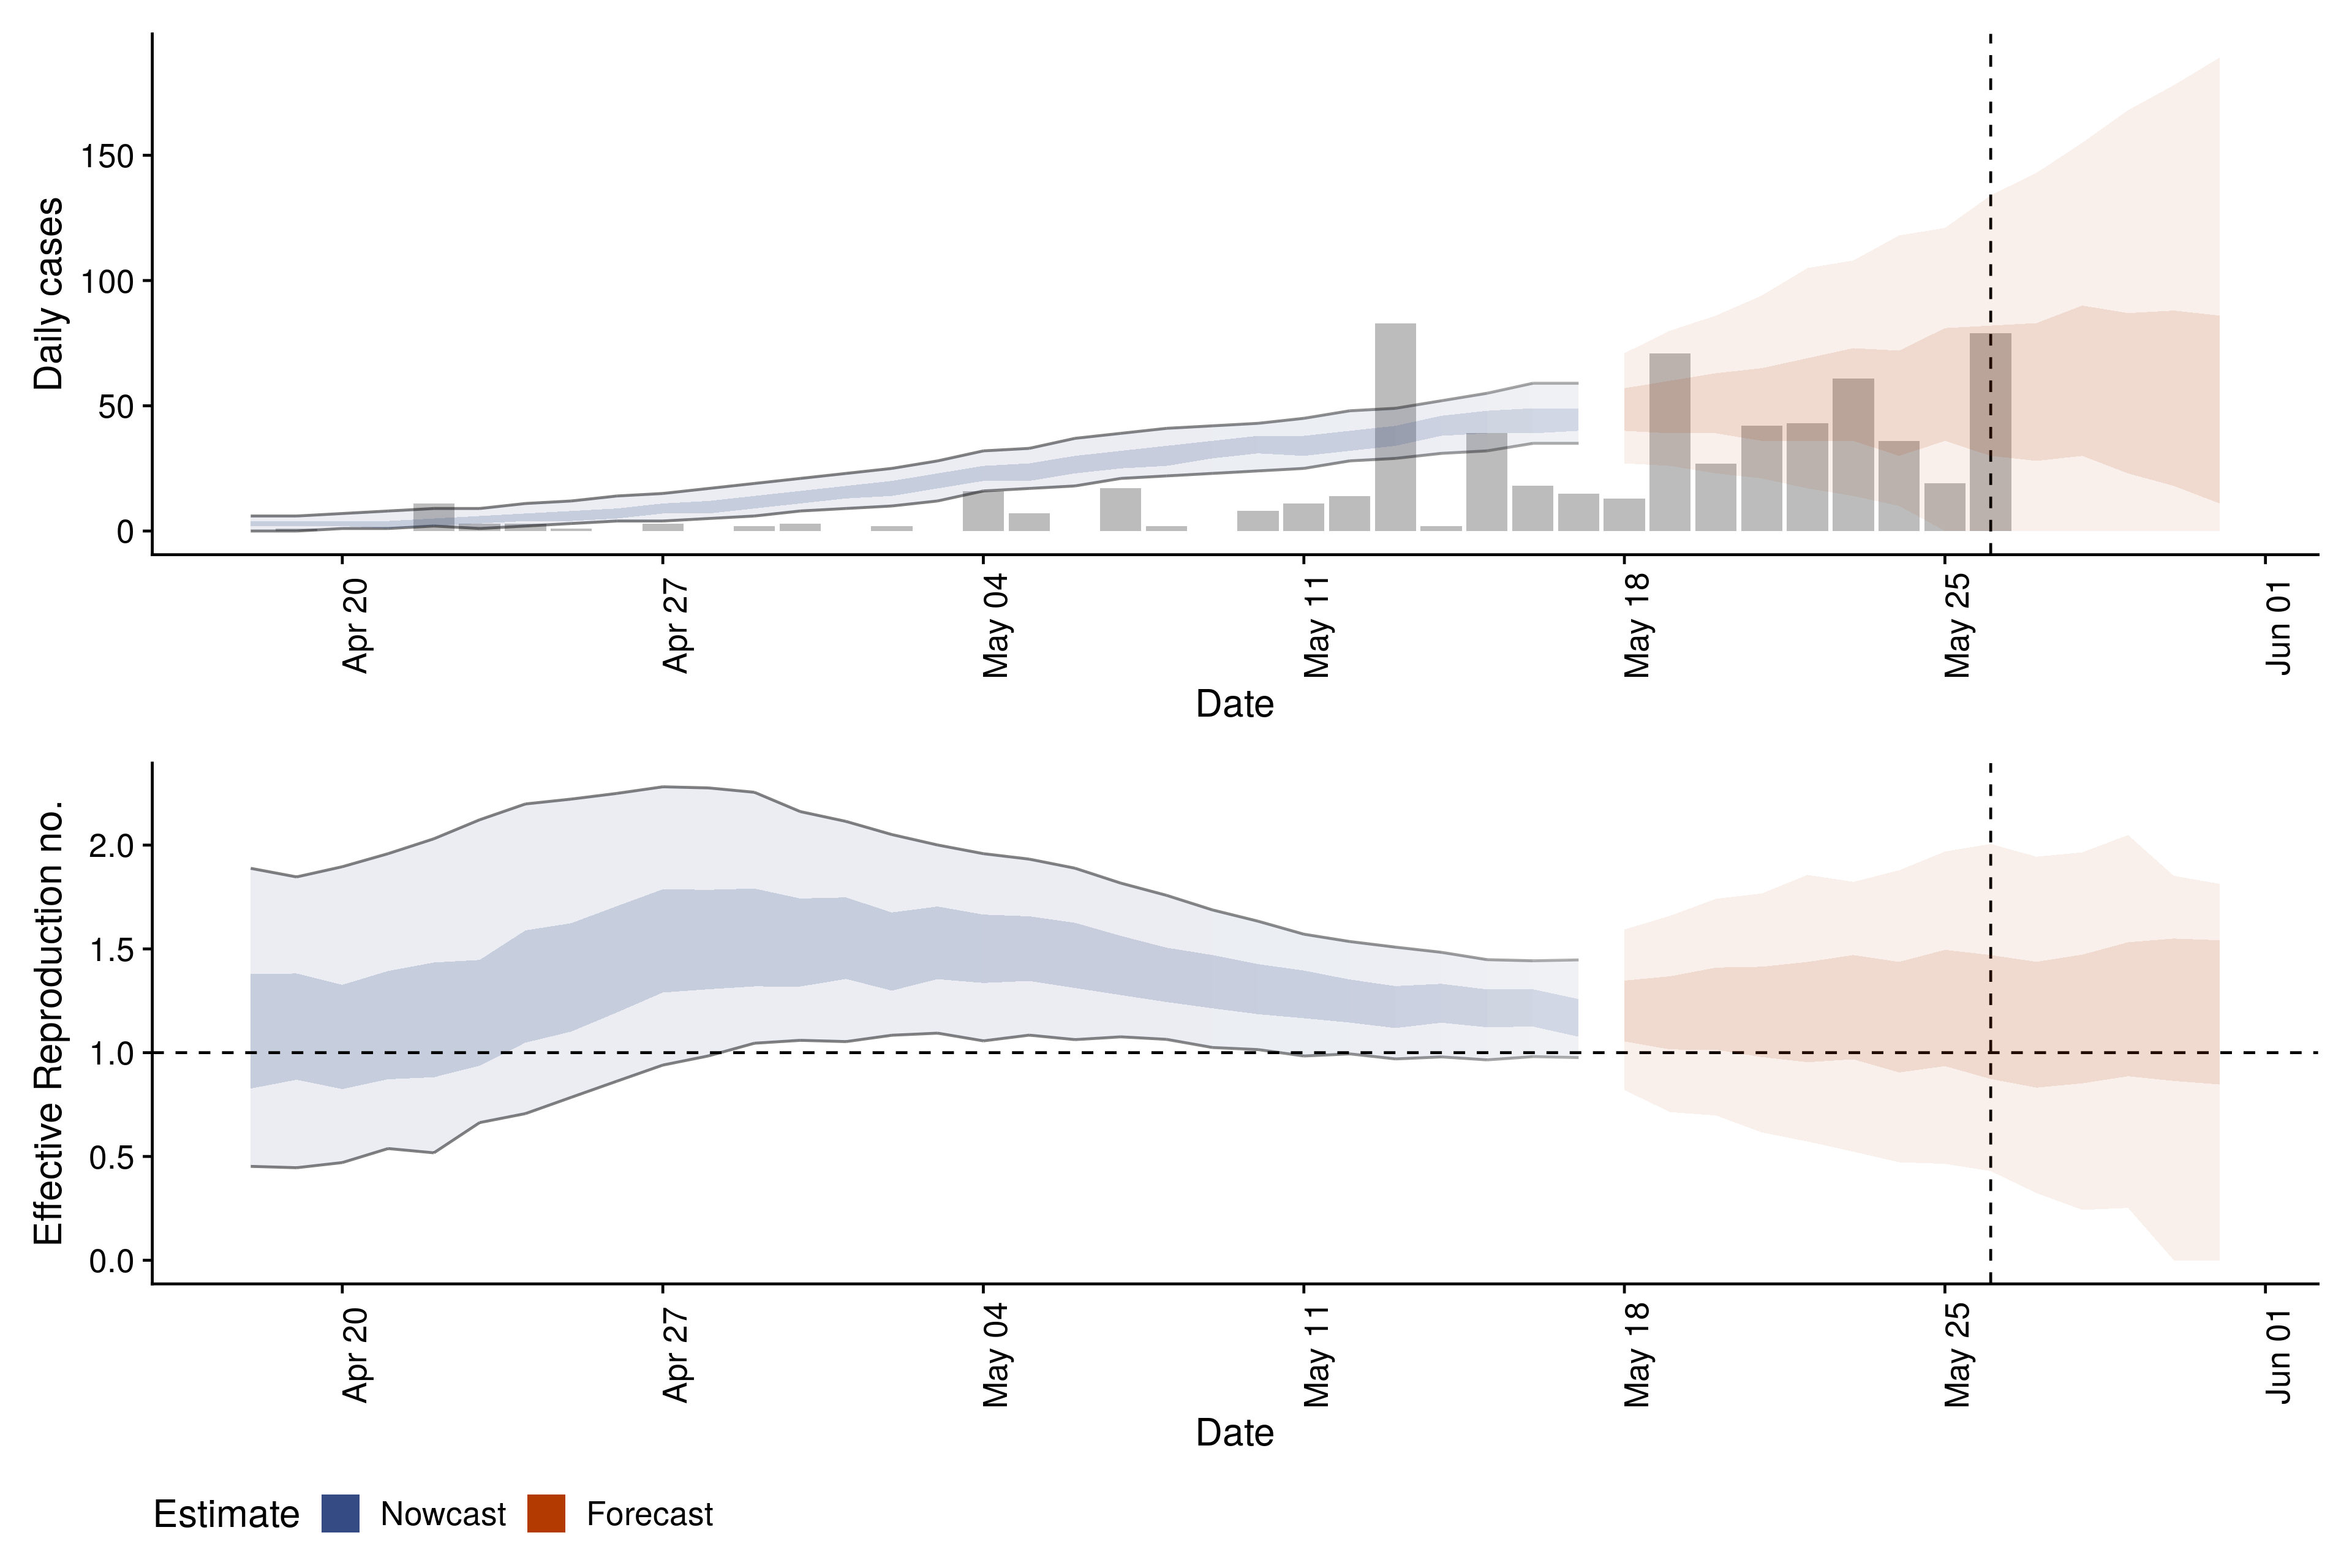 Daily cases
150
100
50
0
Apr 20
Apr 27
May 04
May 11
May 18
May 25
Jun 01
Date
Effective Reproduction no.
2.0
1.5
1.0
0.5
0.0
Apr 20
Apr 27
May 04
May 11
May 18
May 25
Jun 01
Date
Estimate Nowcast Forecast